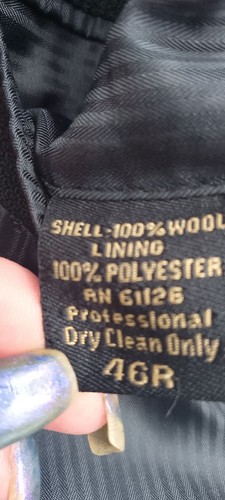 SHELL-100% WOOL
LINING
100% POLYESTER
RN 61126
Professional
Dry Clean Only
46R